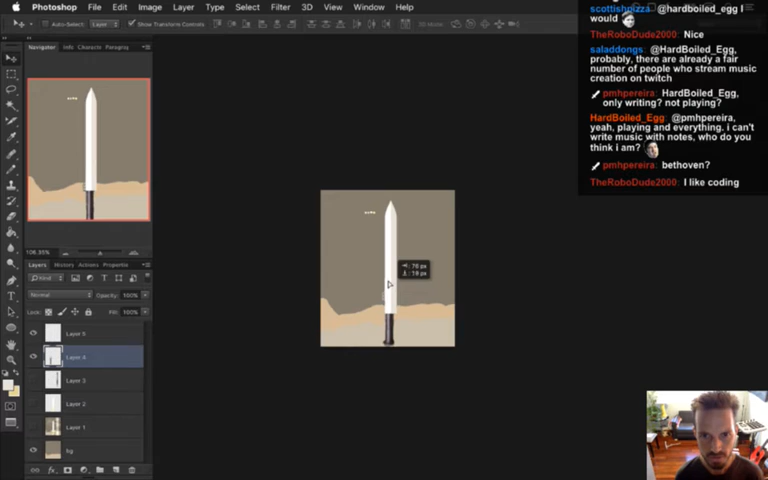 Photoshop File Edit Image Layer Type Select Filter 3D View Window Help
Auto-Select: Layer Show Transform Controls 3D Mode:
Navigator Info Character Paragraph
106.35%
Layers History Actions Properties
Kind
Normal Opacity: 100%
Lock: Fill: 100%
Layer 5
Layer 4
Layer 3
Layer 2
Layer 1
bg
scottishpizza: @hardboiled_egg I
would
TheRoboDude2000: Nice
saladdongs: @HardBoiled_Egg,
probably, there are already a fair
number of people who stream music
creation on twitch
pmhpereira: HardBoiled_Egg,
only writing? not playing?
HardBoiled_Egg: @pmhpereira,
yeah, playing and everything. i can't
write music with notes, who do you
think i am?
pmhpereira: bethoven?
TheRoboDude2000: I like coding